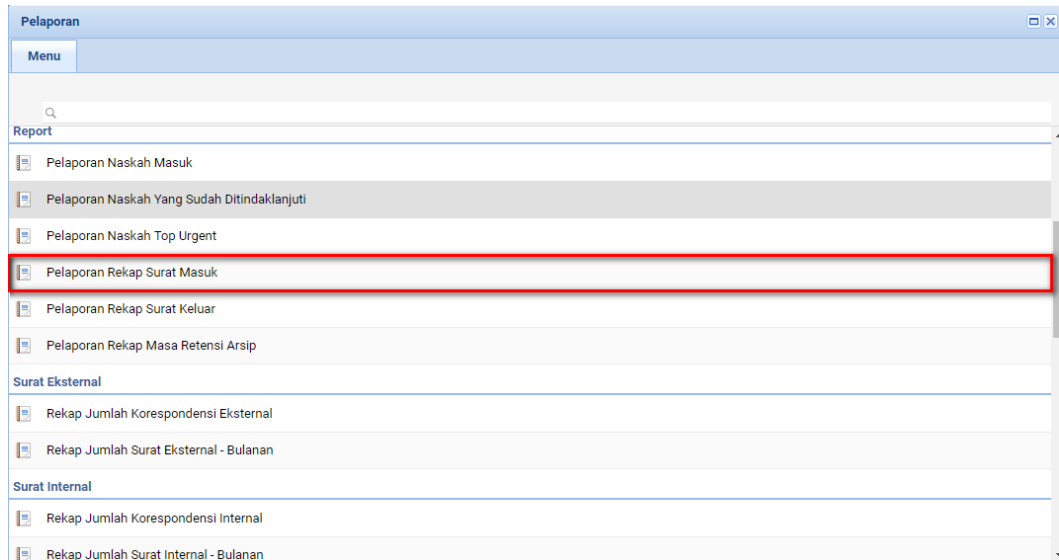 Pelaporan
Menu
Report
Pelaporan Naskah Masuk
Pelaporan Naskah Yang Sudah Ditindaklanjuti
Pelaporan Naskah Top Urgent
Pelaporan Rekap Surat Masuk
Pelaporan Rekap Surat Keluar
Pelaporan Rekap Masa Retensi Arsip
Surat Eksternal
Rekap Jumlah Korespondensi Eksternal
Rekap Jumlah Surat Eksternal - Bulanan
Surat Internal
Rekap Jumlah Korespondensi Internal
Rekap Jumlah Surat Internal - Bulanan